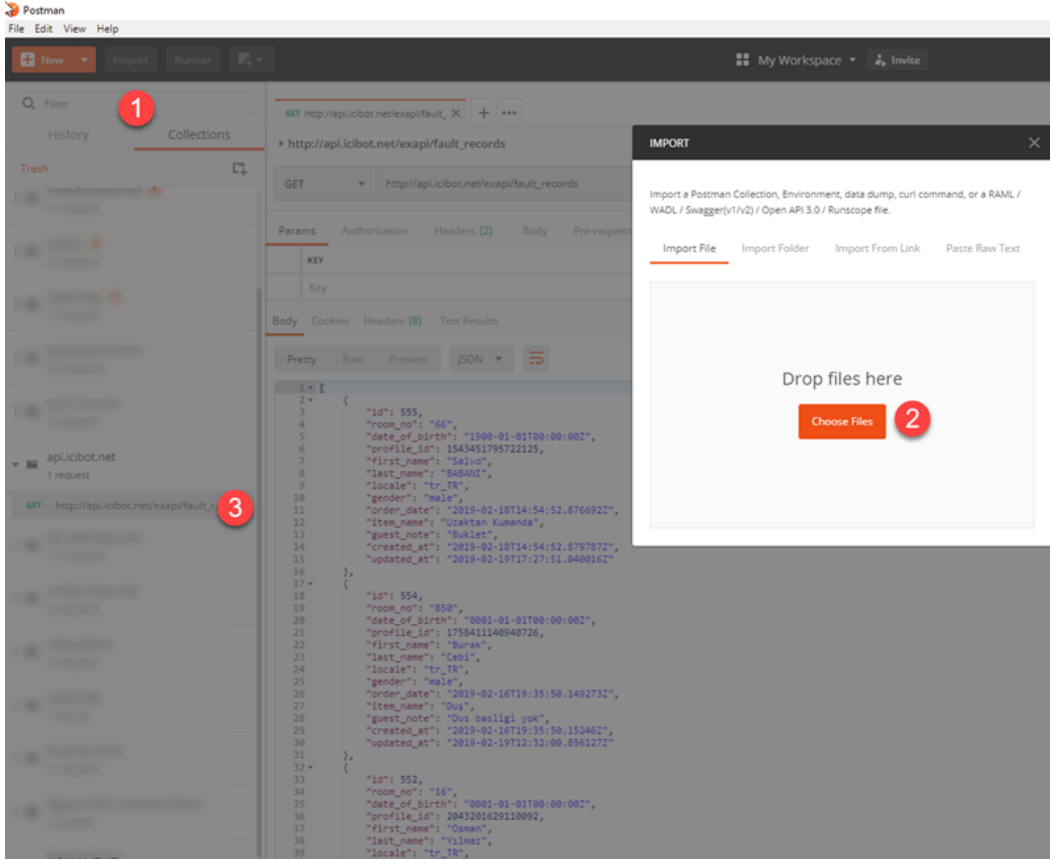 Postman
File Edit View Help
New Import Runner My Workspace Invite
Filter
1
History Collections
Trash
api.icibot.net
1 request
GET http://api.icibot.net/exapi/fault_r
3
GET http://api.icibot.net/exapi/fault_
http://api.icibot.net/exapi/fault_records
GET http://api.icibot.net/exapi/fault_records
Params Authorization Headers (2) Body Pre-request
KEY
Key
Body Cookies Headers (8) Test Results
Pretty Raw Preview JSON
1 [
2 {
3 "id": 555,
4 "room_no": "66",
5 "date_of_birth": "1900-01-01T00:00:00Z",
6 "profile_id": 1543451795722125,
7 "first_name": "Salvo",
8 "last_name": "BABANI",
9 "locale": "tr_TR",
10 "gender": "male",
11 "order_date": "2019-02-18T14:54:52.876692Z",
12 "item_name": "Uzaktan Kumanda",
13 "guest_note": "Buklet",
14 "created_at": "2019-02-18T14:54:52.879787Z",
15 "updated_at": "2019-02-19T17:27:51.040016Z"
16 },
17 {
18 "id": 554,
19 "room_no": "850",
20 "date_of_birth": "0001-01-01T00:00:00Z",
21 "profile_id": 1758411140940726,
22 "first_name": "Burak",
23 "last_name": "Cebi",
24 "locale": "tr_TR",
25 "gender": "male",
26 "order_date": "2019-02-16T19:35:50.149273Z",
27 "item_name": "Duş",
28 "guest_note": "Dus basligi yok",
29 "created_at": "2019-02-16T19:35:50.15246Z",
30 "updated_at": "2019-02-19T12:32:00.856127Z"
31 },
32 {
33 "id": 552,
34 "room_no": "16",
35 "date_of_birth": "0001-01-01T00:00:00Z",
36 "profile_id": 2043201629110092,
37 "first_name": "Osman",
38 "last_name": "Yılmaz",
39 "locale": "tr_TR",
IMPORT
Import a Postman Collection, Environment, data dump, curl command, or a RAML /
WADL / Swagger(v1/v2) / Open API 3.0 / Runscope file.
Import File Import Folder Import From Link Paste Raw Text
Drop files here
Choose Files
2